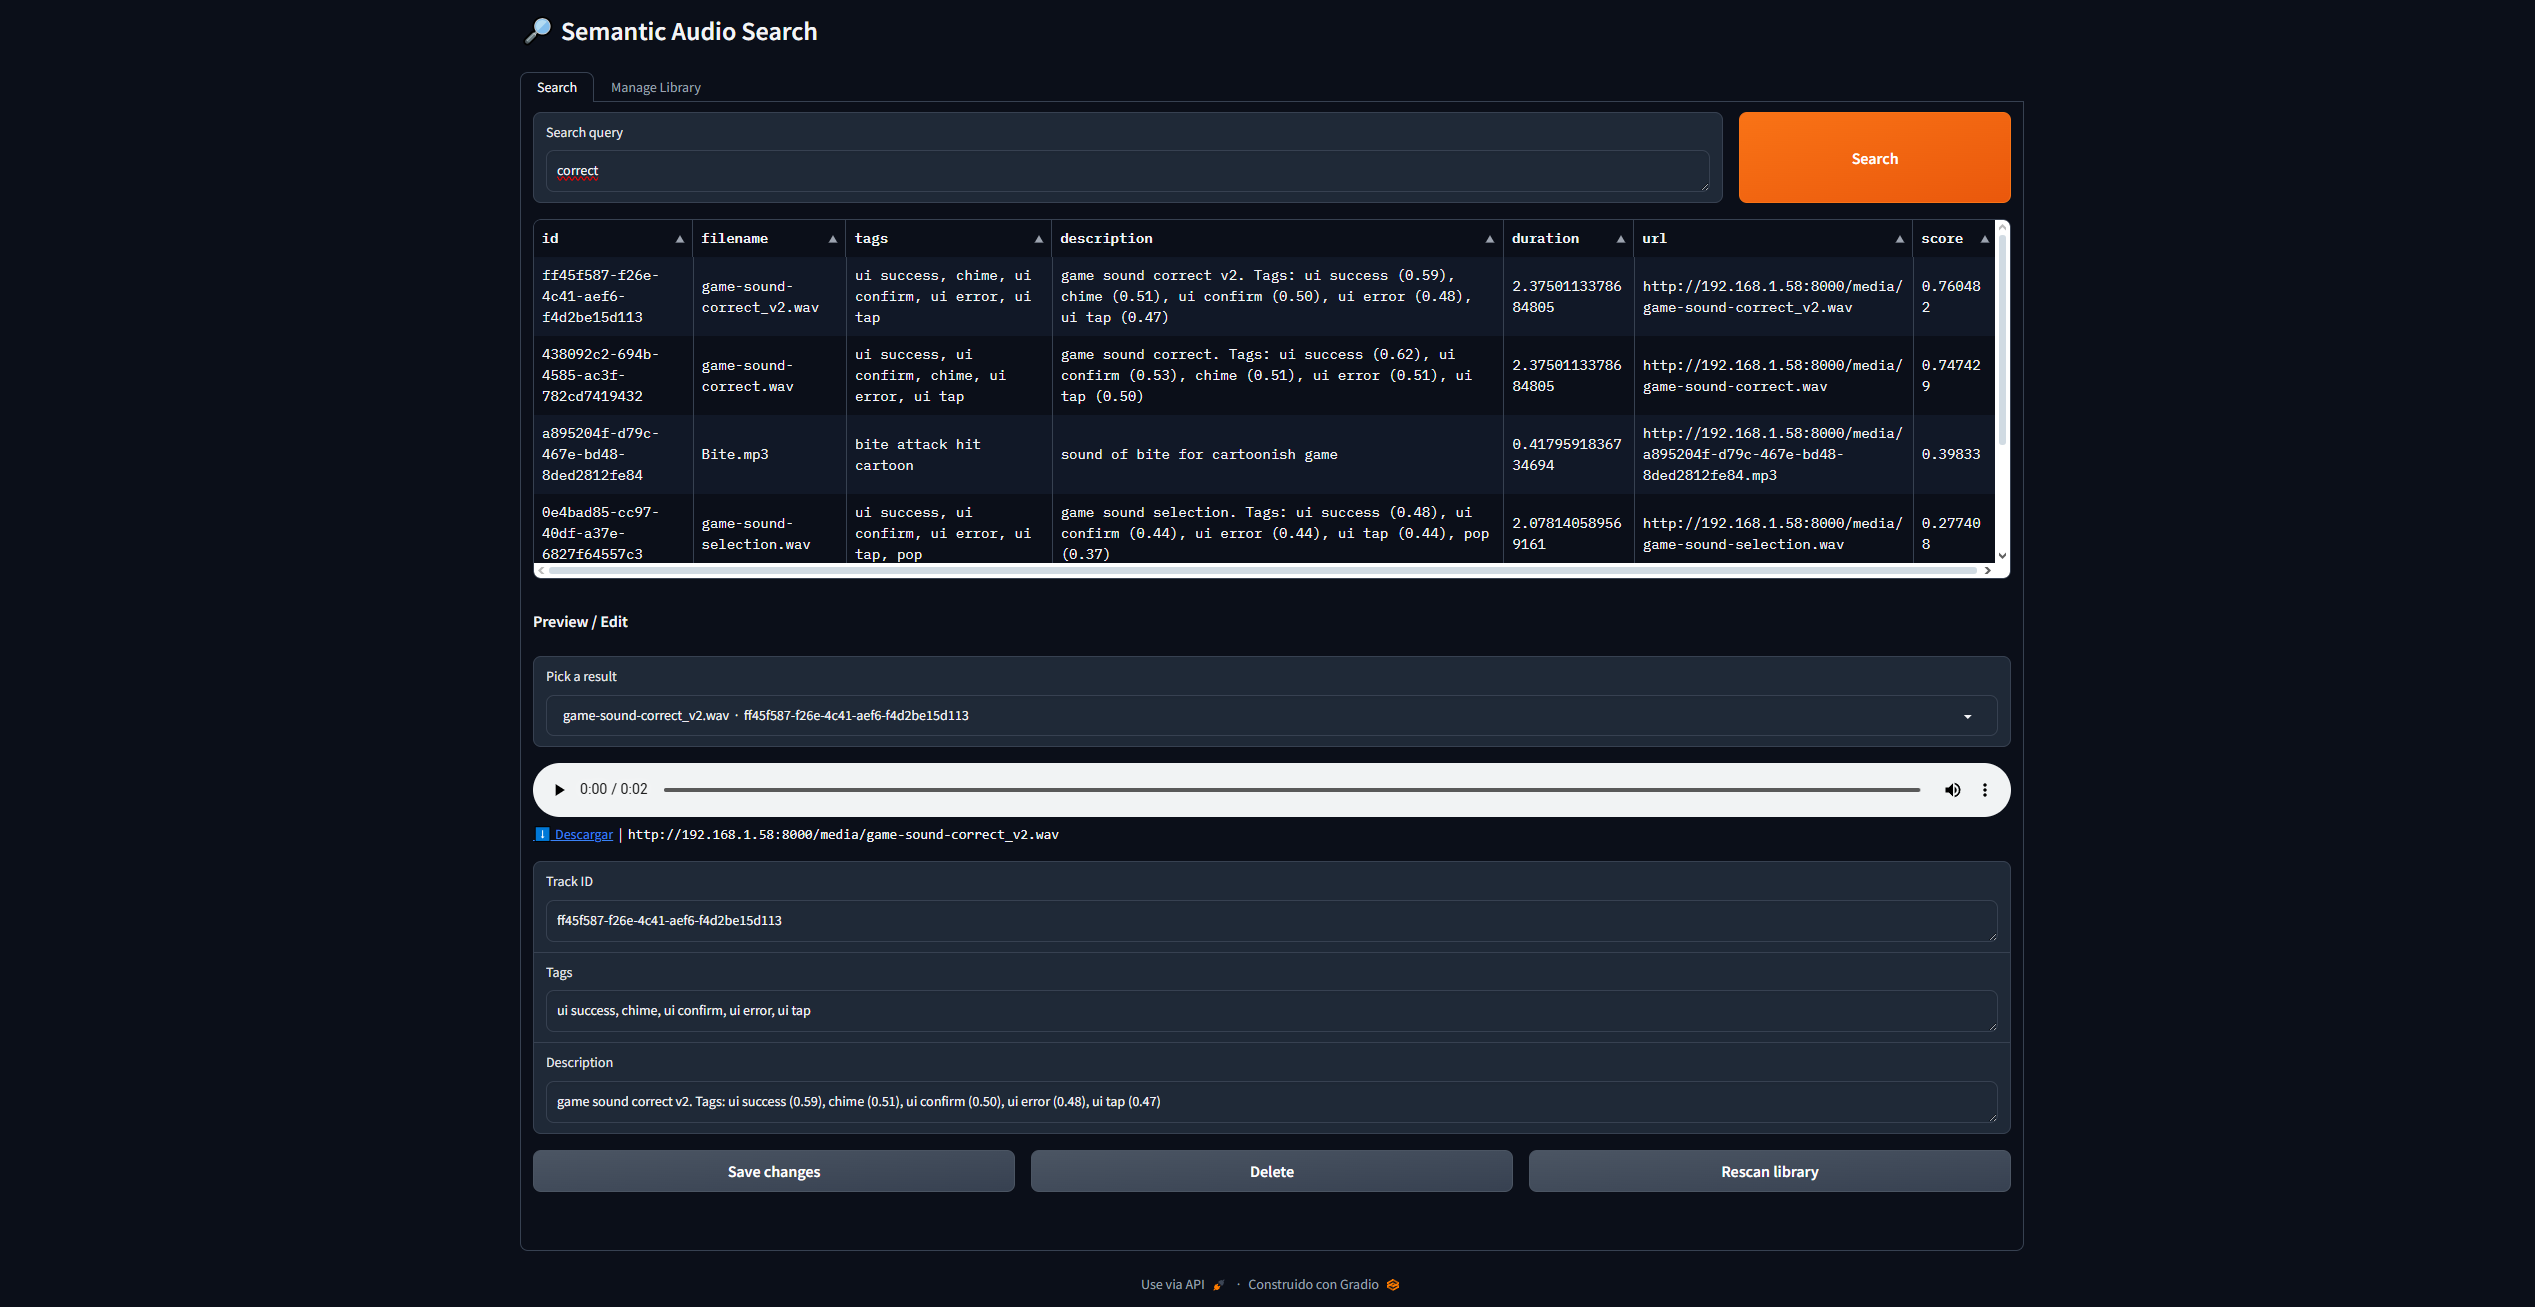 🔎 Semantic Audio Search
Search
Manage Library
Search query
correct
Search
id ▲ filename ▲ tags ▲ description ▲ duration ▲ url ▲ score ▲
ff45f587-f26e-
4c41-aef6-
f4d2be15d113
game-sound-
correct_v2.wav
ui success, chime, ui
confirm, ui error, ui
tap
game sound correct v2. Tags: ui success (0.59),
chime (0.51), ui confirm (0.50), ui error (0.48),
ui tap (0.47)
2.37501133786
84805
http://192.168.1.58:8000/media/
game-sound-correct_v2.wav
0.76048
2
438092c2-694b-
4585-ac3f-
782cd7419432
game-sound-
correct.wav
ui success, ui
confirm, chime, ui
error, ui tap
game sound correct. Tags: ui success (0.62), ui
confirm (0.53), chime (0.51), ui error (0.51), ui
tap (0.50)
2.37501133786
84805
http://192.168.1.58:8000/media/
game-sound-correct.wav
0.74742
9
a895204f-d79c-
467e-bd48-
8ded2812fe84
Bite.mp3
bite attack hit
cartoon
sound of bite for cartoonish game
0.41795918367
34694
http://192.168.1.58:8000/media/
a895204f-d79c-467e-bd48-
8ded2812fe84.mp3
0.39833
0e4bad85-cc97-
40df-a37e-
6827f64557c3
game-sound-
selection.wav
ui success, ui
confirm, ui error, ui
tap, pop
game sound selection. Tags: ui success (0.48), ui
confirm (0.44), ui error (0.44), ui tap (0.44), pop
(0.37)
2.07814058956
9161
http://192.168.1.58:8000/media/
game-sound-selection.wav
0.27740
8
Preview / Edit
Pick a result
game-sound-correct_v2.wav · ff45f587-f26e-4c41-aef6-f4d2be15d113
0:00 / 0:02
⬇️ Descargar | http://192.168.1.58:8000/media/game-sound-correct_v2.wav
Track ID
ff45f587-f26e-4c41-aef6-f4d2be15d113
Tags
ui success, chime, ui confirm, ui error, ui tap
Description
game sound correct v2. Tags: ui success (0.59), chime (0.51), ui confirm (0.50), ui error (0.48), ui tap (0.47)
Save changes
Delete
Rescan library
Use via API · Construido con Gradio